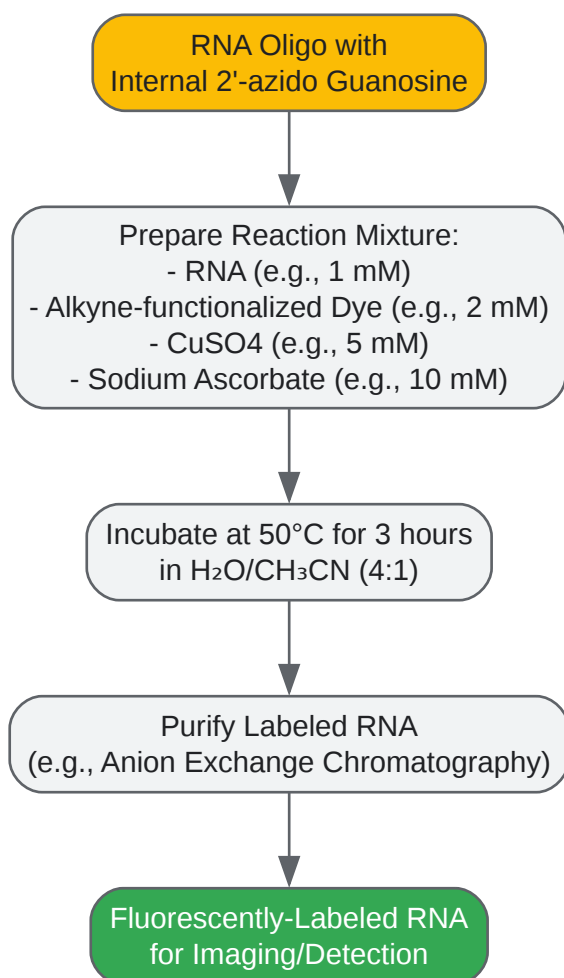 RNA Oligo with
Internal 2'-azido Guanosine
Prepare Reaction Mixture:
- RNA (e.g., 1 mM)
- Alkyne-functionalized Dye (e.g., 2 mM)
- CuSO4 (e.g., 5 mM)
- Sodium Ascorbate (e.g., 10 mM)
Incubate at 50°C for 3 hours
in H₂O/CH₃CN (4:1)
Purify Labeled RNA
(e.g., Anion Exchange Chromatography)
Fluorescently-Labeled RNA
for Imaging/Detection